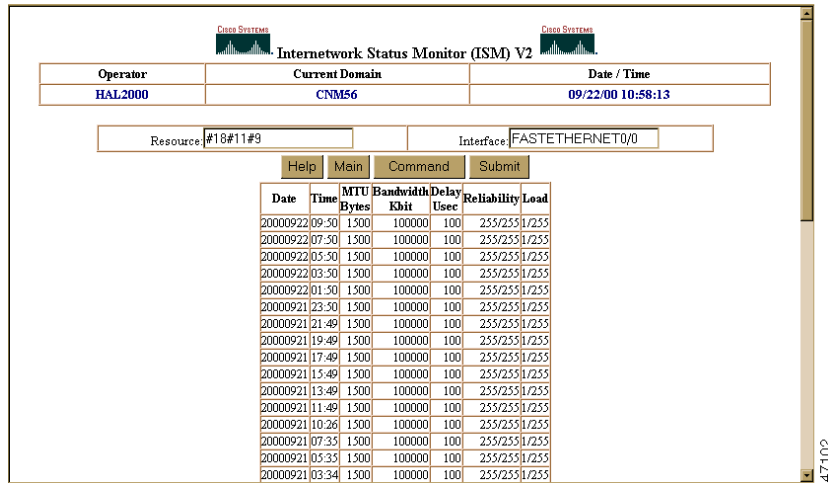 CISCO SYSTEMS Internetwork Status Monitor (ISM) V2 CISCO SYSTEMS
Operator Current Domain Date / Time
HAL2000 CNM56 09/22/00 10:58:13
Resource: #18#11#9 Interface: FASTETHERNET0/0
Help Main Command Submit
Date Time MTU Bytes Bandwidth Kbit Delay Usec Reliability Load
20000922 09:50 1500 100000 100 255/255 1/255
20000922 07:50 1500 100000 100 255/255 1/255
20000922 05:50 1500 100000 100 255/255 1/255
20000922 03:50 1500 100000 100 255/255 1/255
20000922 01:50 1500 100000 100 255/255 1/255
20000921 23:50 1500 100000 100 255/255 1/255
20000921 21:49 1500 100000 100 255/255 1/255
20000921 19:49 1500 100000 100 255/255 1/255
20000921 17:49 1500 100000 100 255/255 1/255
20000921 15:49 1500 100000 100 255/255 1/255
20000921 13:49 1500 100000 100 255/255 1/255
20000921 11:49 1500 100000 100 255/255 1/255
20000921 10:26 1500 100000 100 255/255 1/255
20000921 07:35 1500 100000 100 255/255 1/255
20000921 05:35 1500 100000 100 255/255 1/255
20000921 03:34 1500 100000 100 255/255 1/255
47102